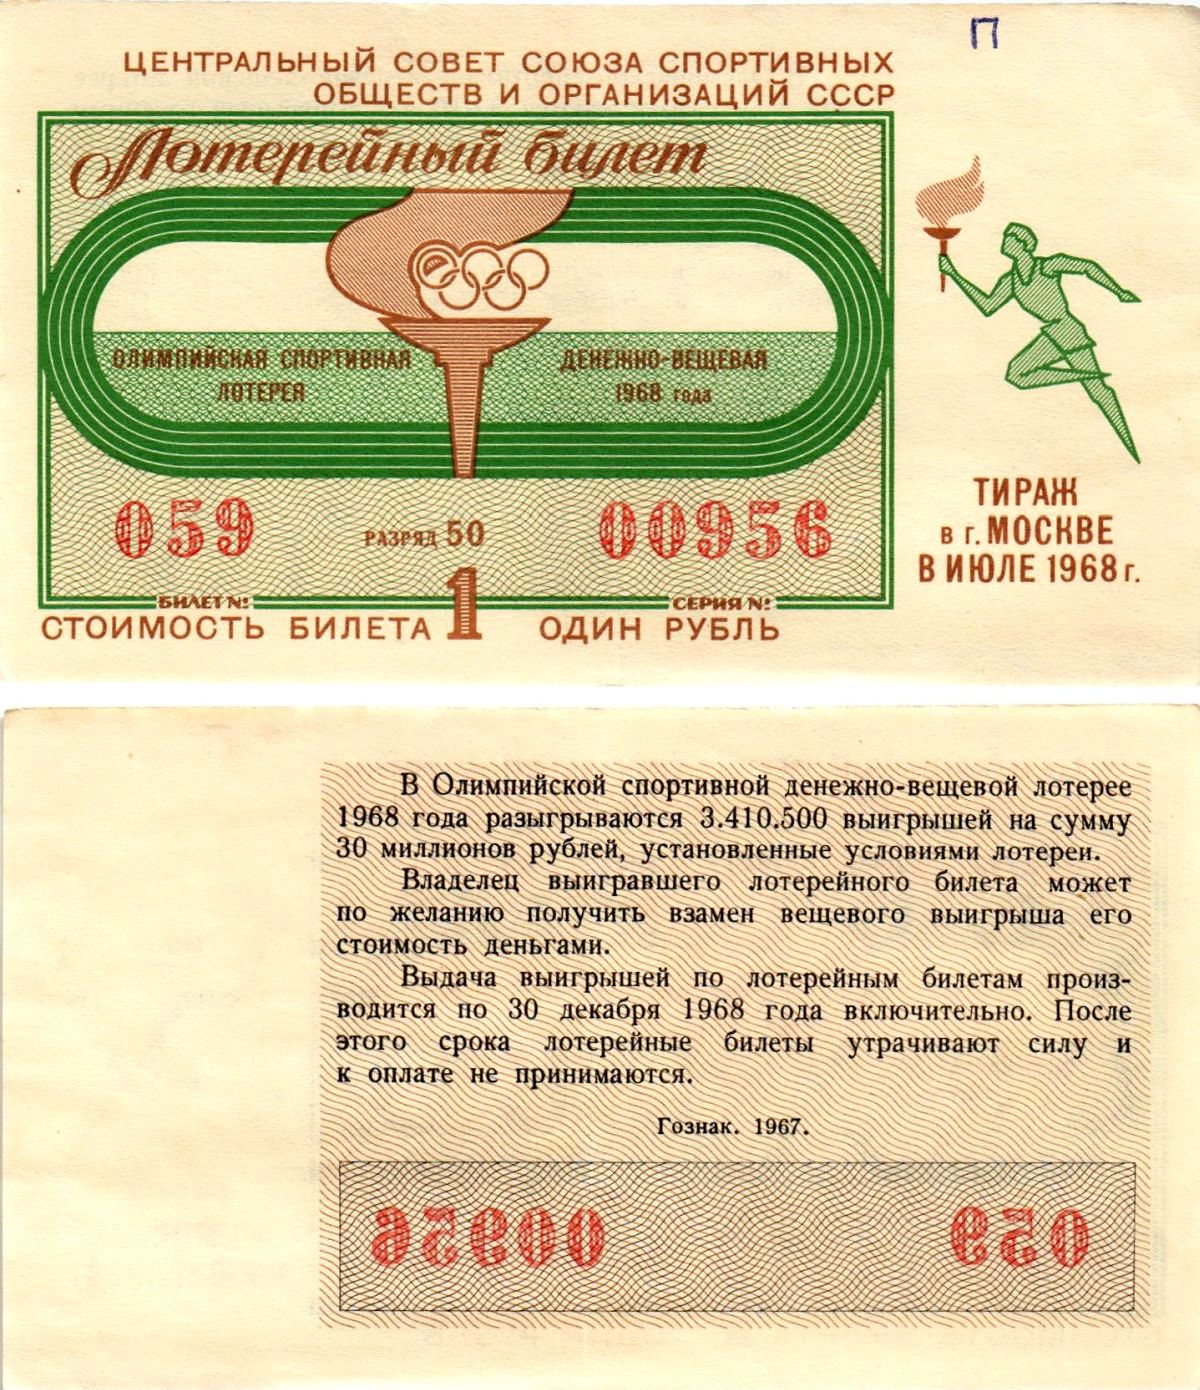 П
ЦЕНТРАЛЬНЫЙ СОВЕТ СОЮЗА СПОРТИВНЫХ
ОБЩЕСТВ И ОРГАНИЗАЦИЙ СССР
Лотерейный билет
ОЛИМПИЙСКАЯ СПОРТИВНАЯ
ЛОТЕРЕЯ
ДЕНЕЖНО-ВЕЩЕВАЯ
1968 года
059
РАЗРЯД 50
00956
БИЛЕТ №
СЕРИЯ №
СТОИМОСТЬ БИЛЕТА 1 ОДИН РУБЛЬ
ТИРАЖ
в г. МОСКВЕ
В ИЮЛЕ 1968 г.
В Олимпийской спортивной денежно-вещевой лотерее
1968 года разыгрываются 3.410.500 выигрышей на сумму
30 миллионов рублей, установленные условиями лотереи.
Владелец выигравшего лотерейного билета может
по желанию получить взамен вещевого выигрыша его
стоимость деньгами.
Выдача выигрышей по лотерейным билетам произ-
водится по 30 декабря 1968 года включительно. После
этого срока лотерейные билеты утрачивают силу и
к оплате не принимаются.
Гознак. 1967.
00956
059